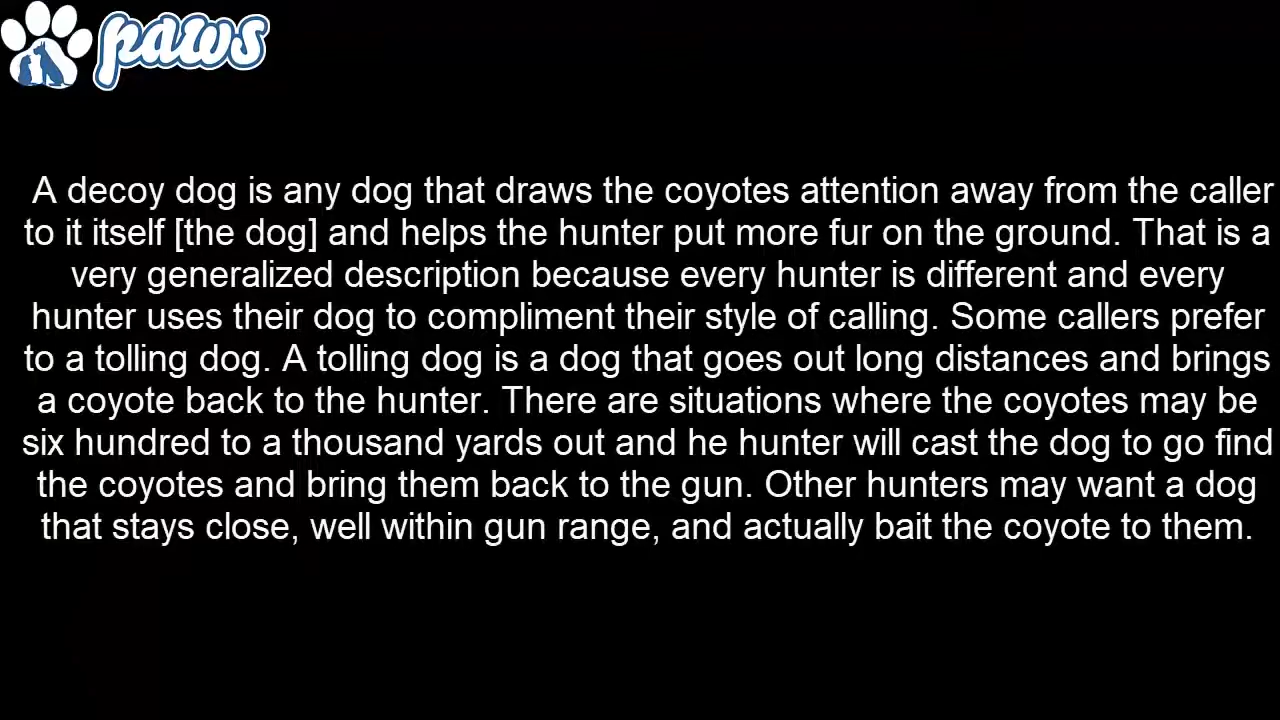 paws
A decoy dog is any dog that draws the coyotes attention away from the caller
to it itself [the dog] and helps the hunter put more fur on the ground. That is a
very generalized description because every hunter is different and every
hunter uses their dog to compliment their style of calling. Some callers prefer
to a tolling dog. A tolling dog is a dog that goes out long distances and brings
a coyote back to the hunter. There are situations where the coyotes may be
six hundred to a thousand yards out and he hunter will cast the dog to go find
the coyotes and bring them back to the gun. Other hunters may want a dog
that stays close, well within gun range, and actually bait the coyote to them.